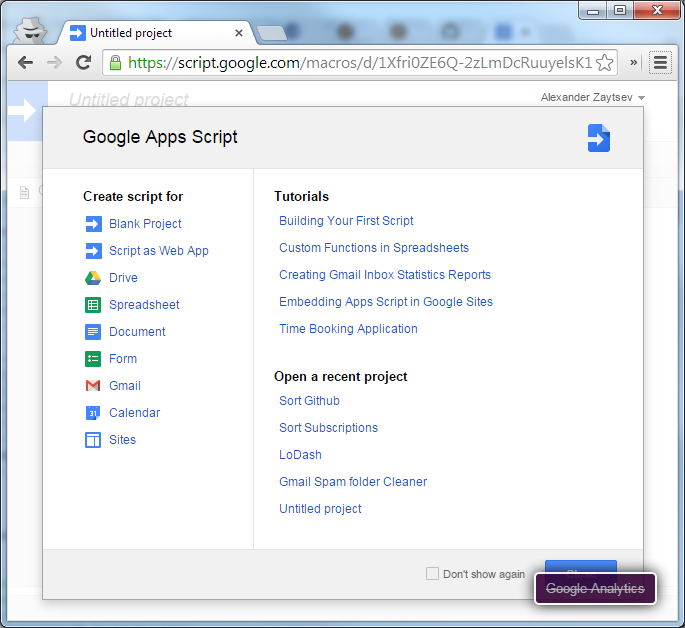 Untitled project
https://script.google.com/macros/d/1Xfri0ZE6Q-2zLmDcRuuyelsK1
Untitled project
Alexander Zaytsev
Google Apps Script
Create script for
Blank Project
Script as Web App
Drive
Spreadsheet
Document
Form
Gmail
31
Calendar
Sites
Tutorials
Building Your First Script
Custom Functions in Spreadsheets
Creating Gmail Inbox Statistics Reports
Embedding Apps Script in Google Sites
Time Booking Application
Open a recent project
Sort Github
Sort Subscriptions
LoDash
Gmail Spam folder Cleaner
Untitled project
Don't show again
Google Analytics